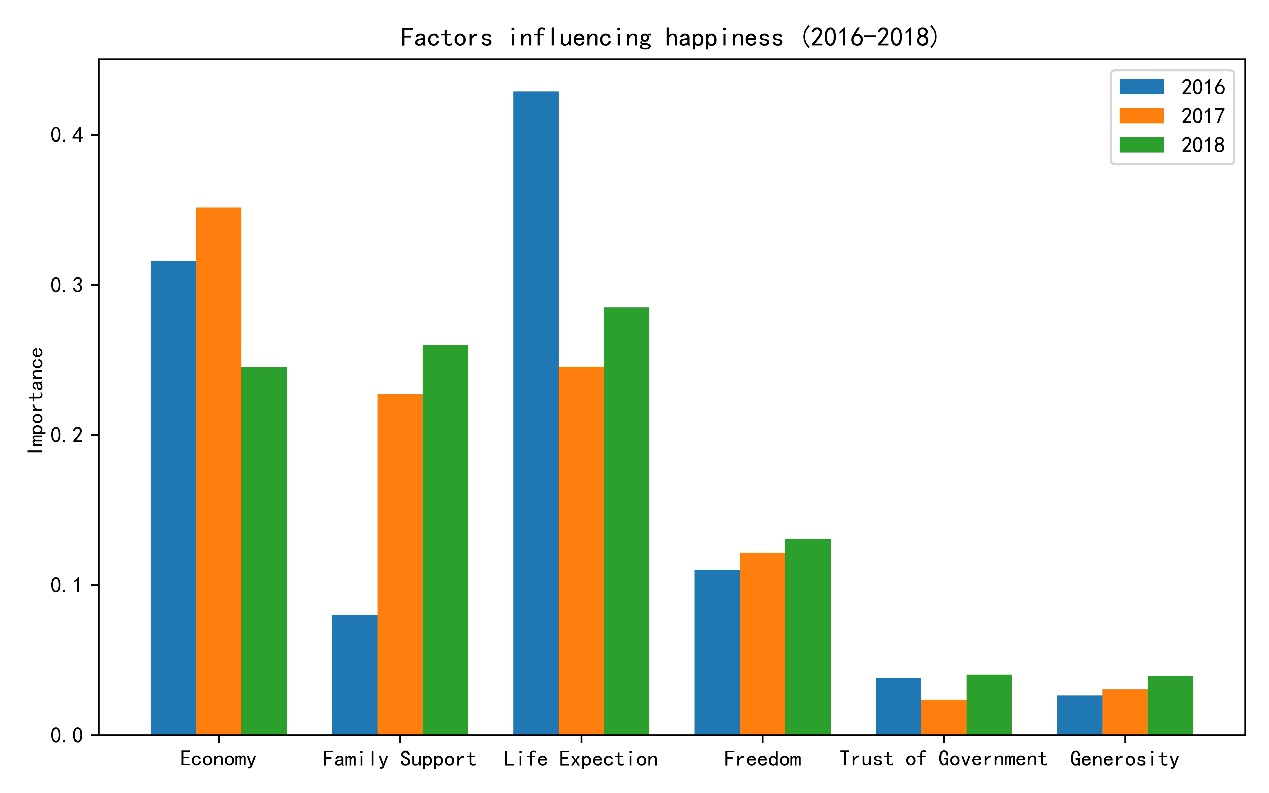 Factors influencing happiness (2016-2018)
2016
2017
2018
Importance
0.4
0.3
0.2
0.1
0.0
Economy
Family Support
Life Expection
Freedom
Trust of Government
Generosity